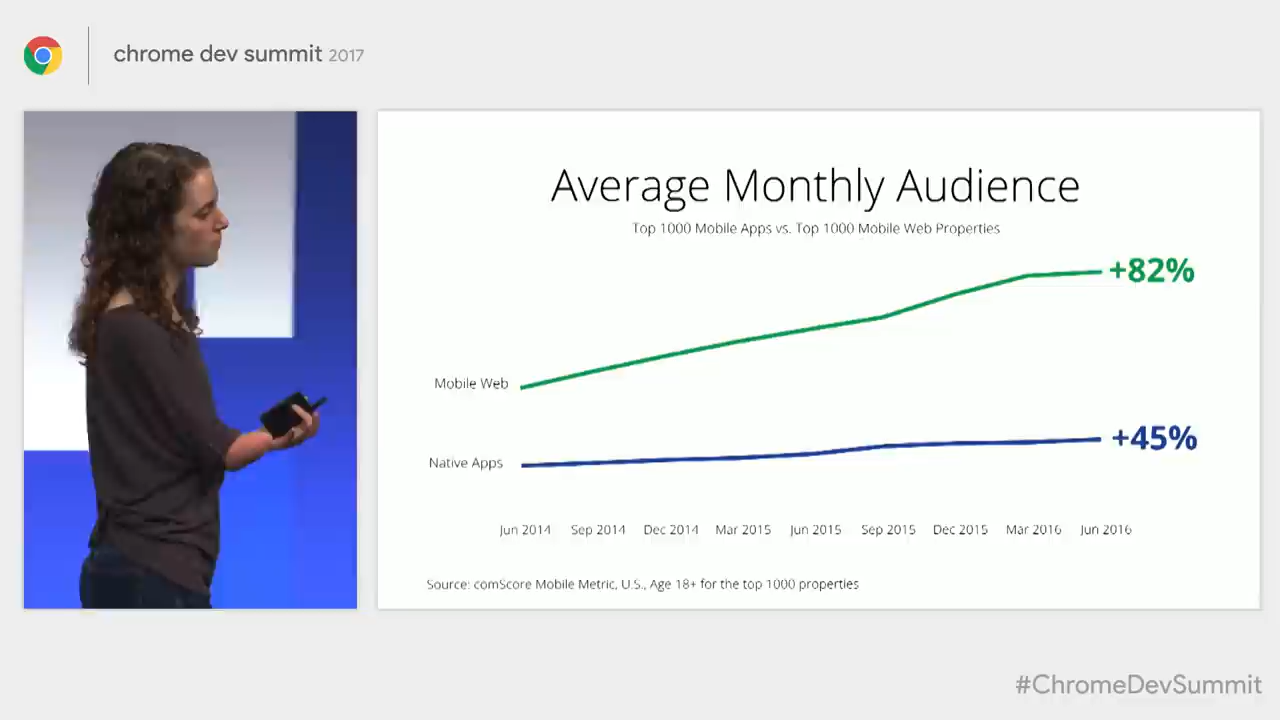 chrome dev summit 2017
Average Monthly Audience
Top 1000 Mobile Apps vs. Top 1000 Mobile Web Properties
+82%
Mobile Web
+45%
Native Apps
Jun 2014 Sep 2014 Dec 2014 Mar 2015 Jun 2015 Sep 2015 Dec 2015 Mar 2016 Jun 2016
Source: comScore Mobile Metric, U.S., Age 18+ for the top 1000 properties
#ChromeDevSummit